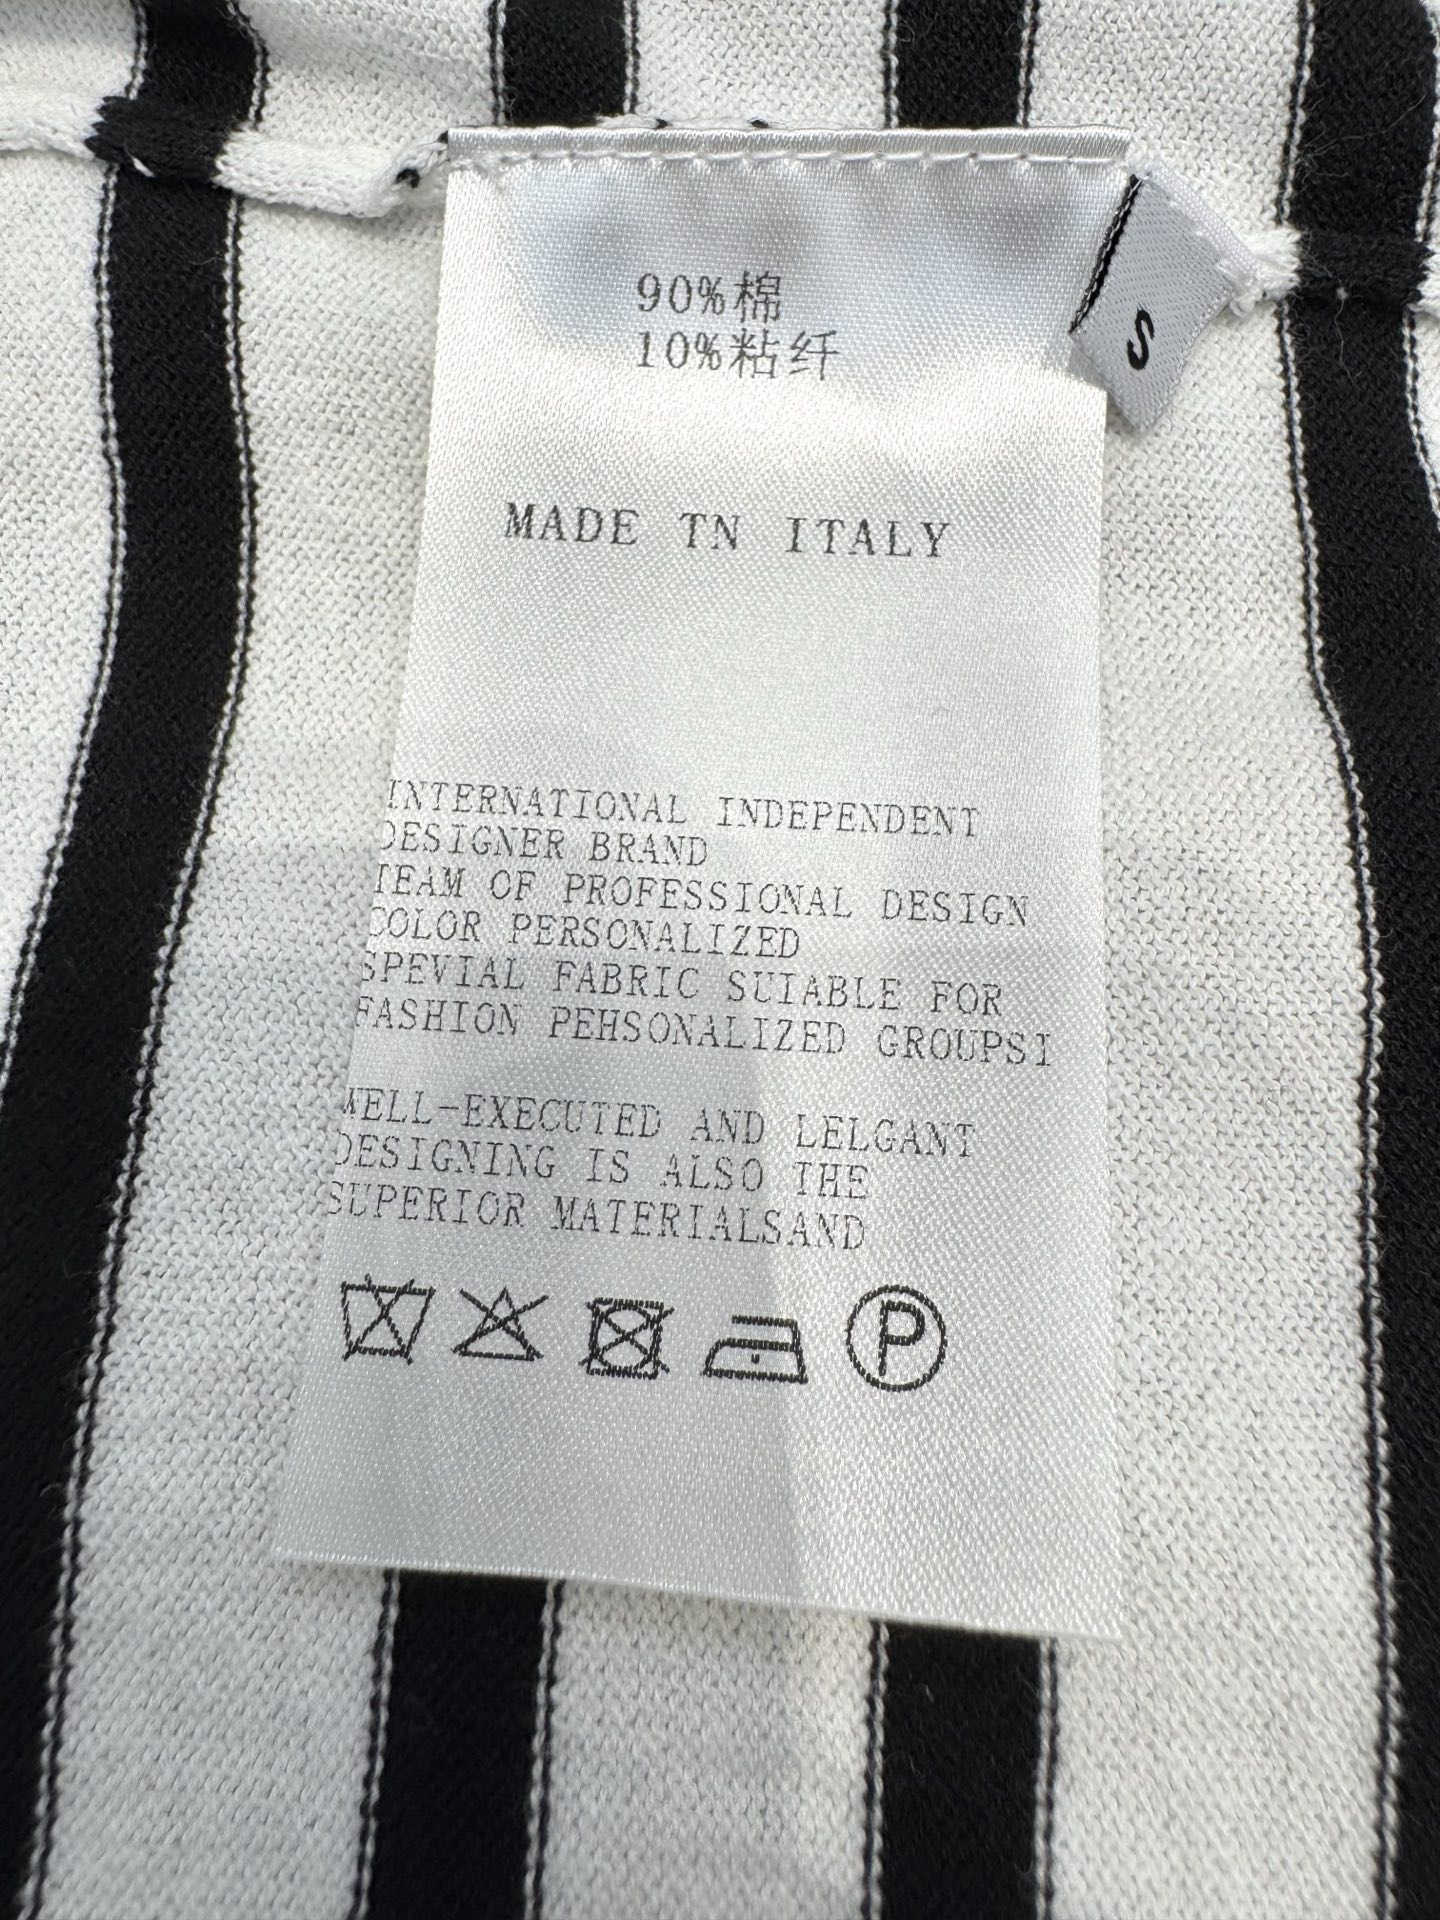 90%棉
10%粘纤
S
MADE TN ITALY
INTERNATIONAL INDEPENDENT
DESIGNER BRAND
TEAM OF PROFESSIONAL DESIGN
COLOR PERSONALIZED
SPEVIAL FABRIC SUIABLE FOR
FASHION PEHSONALIZED GROUPSI
WELL-EXECUTED AND LELGANT
DESIGNING IS ALSO THE
SUPERIOR MATERIALSAND
P